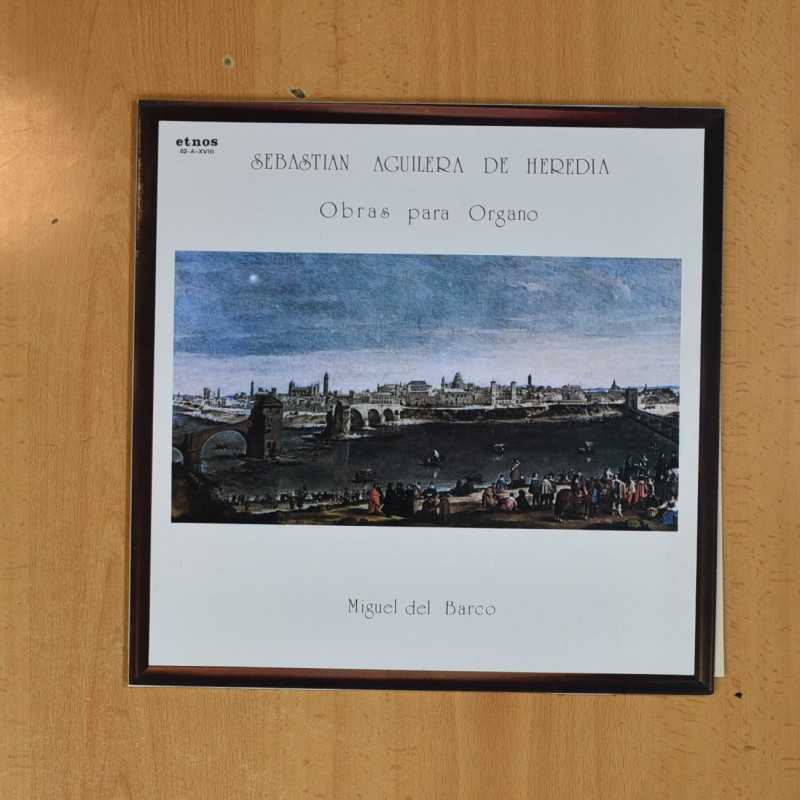 etnos
02-A-XVIII
SEBASTIAN AGUILERA DE HEREDIA
Obras para Organo
Miguel del Barco